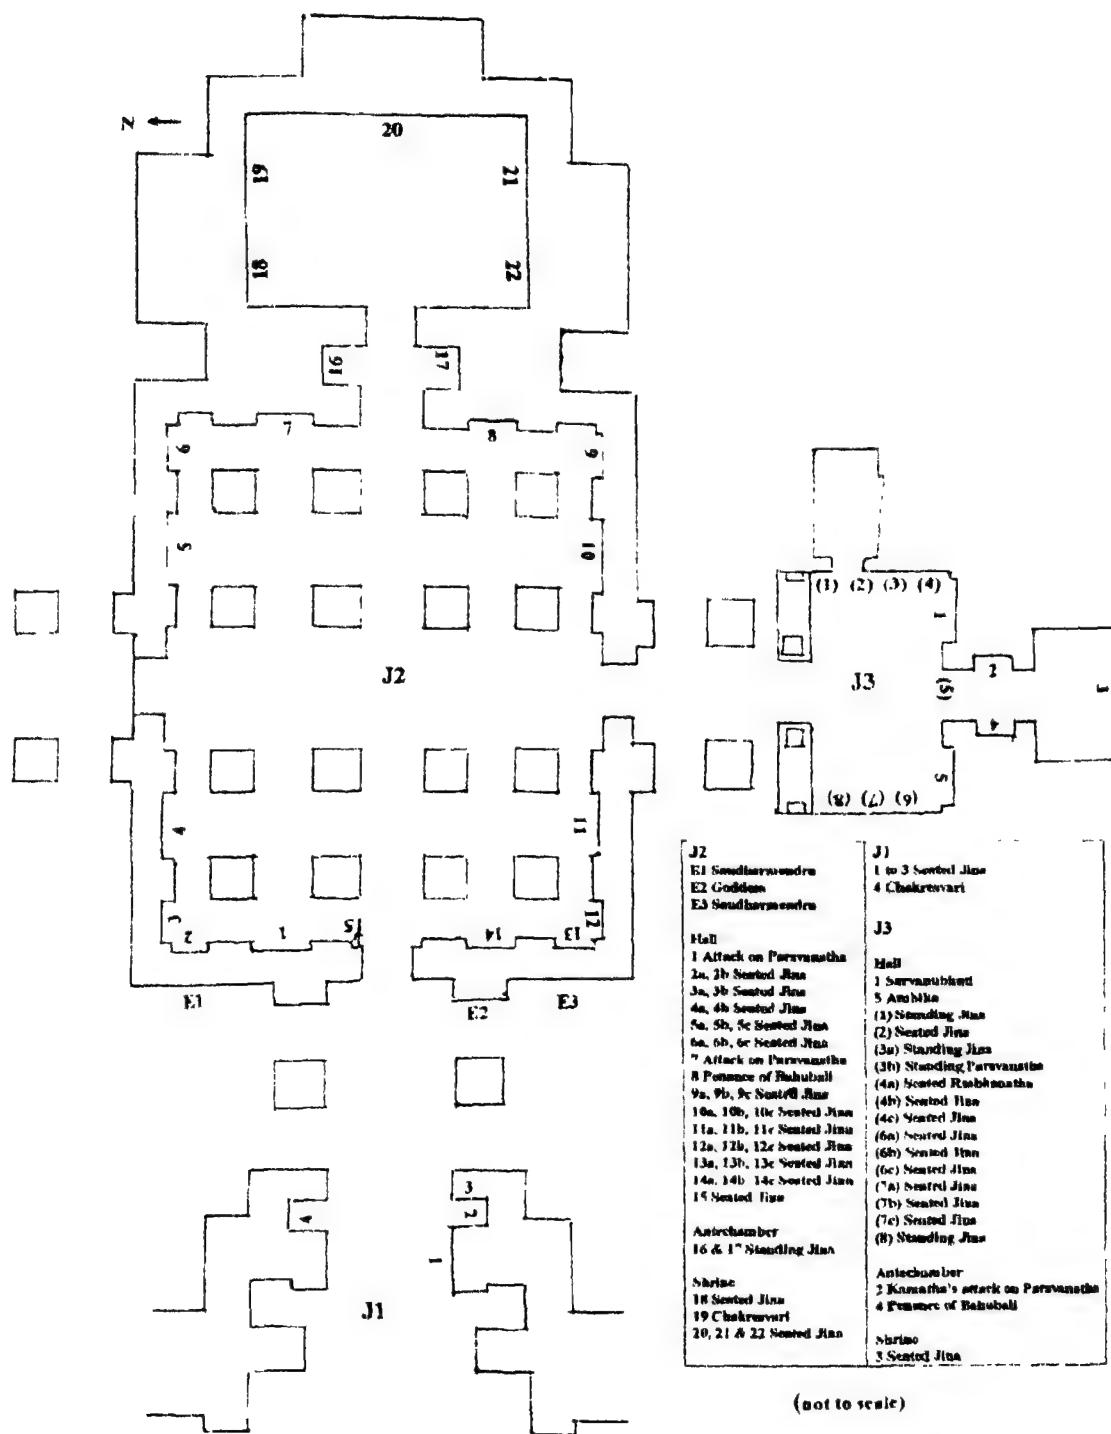 N
20
19
21
18
22
16
17
7
8
6
9
5
10
(1) (2) (3) (4)
1
J2
J3
(5)
2
3
4
5
(8) (7) (6)
4
11
3
12
2
1
15
14
13
E1
E2
E3
3
4
2
1
J1
J2
E1 Saudharmendra
E2 Goddess
E3 Saudharmendra
Hall
1 Attack on Parsvanatha
2a, 2b Seated Jina
3a, 3b Seated Jina
4a, 4b Seated Jina
5a, 5b, 5c Seated Jina
6a, 6b, 6c Seated Jina
7 Attack on Parsvanatha
8 Penance of Bahubali
9a, 9b, 9c Seated Jina
10a, 10b, 10c Seated Jina
11a, 11b, 11c Seated Jina
12a, 12b, 12c Seated Jina
13a, 13b, 13c Seated Jina
14a, 14b 14c Seated Jina
15 Seated Jina
Antechamber
16 & 17 Standing Jina
Shrine
18 Seated Jina
19 Chakresvari
20, 21 & 22 Seated Jina
J1
1 to 3 Seated Jina
4 Chakresvari
J3
Hall
1 Sarvanubhuti
5 Ambika
(1) Standing Jina
(2) Seated Jina
(3a) Standing Jina
(3b) Standing Parsvanatha
(4a) Seated Rsabhanatha
(4b) Seated Jina
(4c) Seated Jina
(6a) Seated Jina
(6b) Seated Jina
(6c) Seated Jina
(7a) Seated Jina
(7b) Seated Jina
(7c) Seated Jina
(8) Standing Jina
Antechamber
2 Kamatha's attack on Parsvanatha
4 Penance of Bahubali
Shrine
3 Seated Jina
(not to scale)